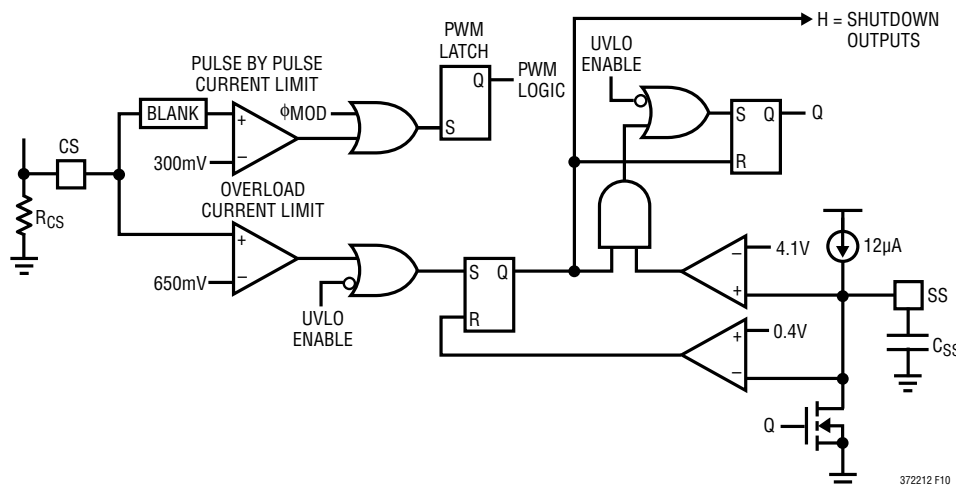 H = SHUTDOWN
OUTPUTS
PWM
LATCH
Q
PWM
LOGIC
S
PULSE BY PULSE
CURRENT LIMIT
ΦMOD
BLANK
+
–
300mV
CS
RCS
OVERLOAD
CURRENT LIMIT
+
–
650mV
UVLO
ENABLE
S
Q
R
UVLO
ENABLE
S
Q
Q
R
–
4.1V
+
12µA
SS
CSS
+
0.4V
–
Q
372212 F10